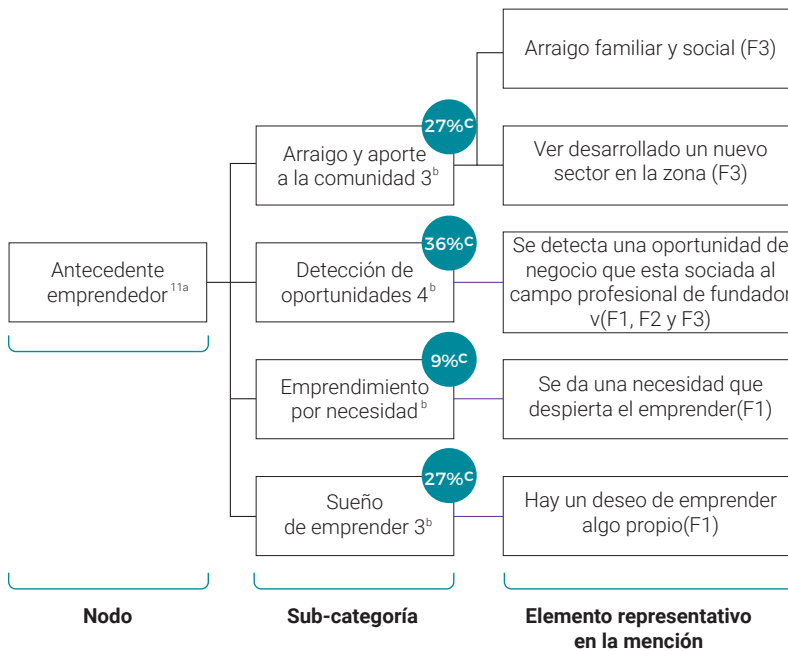 Arraigo familiar y social (F3)
27%C
Arraigo y aporte
a la comunidad 3b
Ver desarrollado un nuevo
sector en la zona (F3)
36%C
Antecedente
emprendedor 11a
Detección de
oportunidades 4b
Se detecta una oportunidad de
negocio que esta sociada al
campo profesional de fundador
v(F1, F2 y F3)
9%C
Emprendimiento
por necesidad b
Se da una necesidad que
despierta el emprender(F1)
27%C
Sueño
de emprender 3b
Hay un deseo de emprender
algo propio(F1)
Nodo
Sub-categoría
Elemento representativo
en la mención